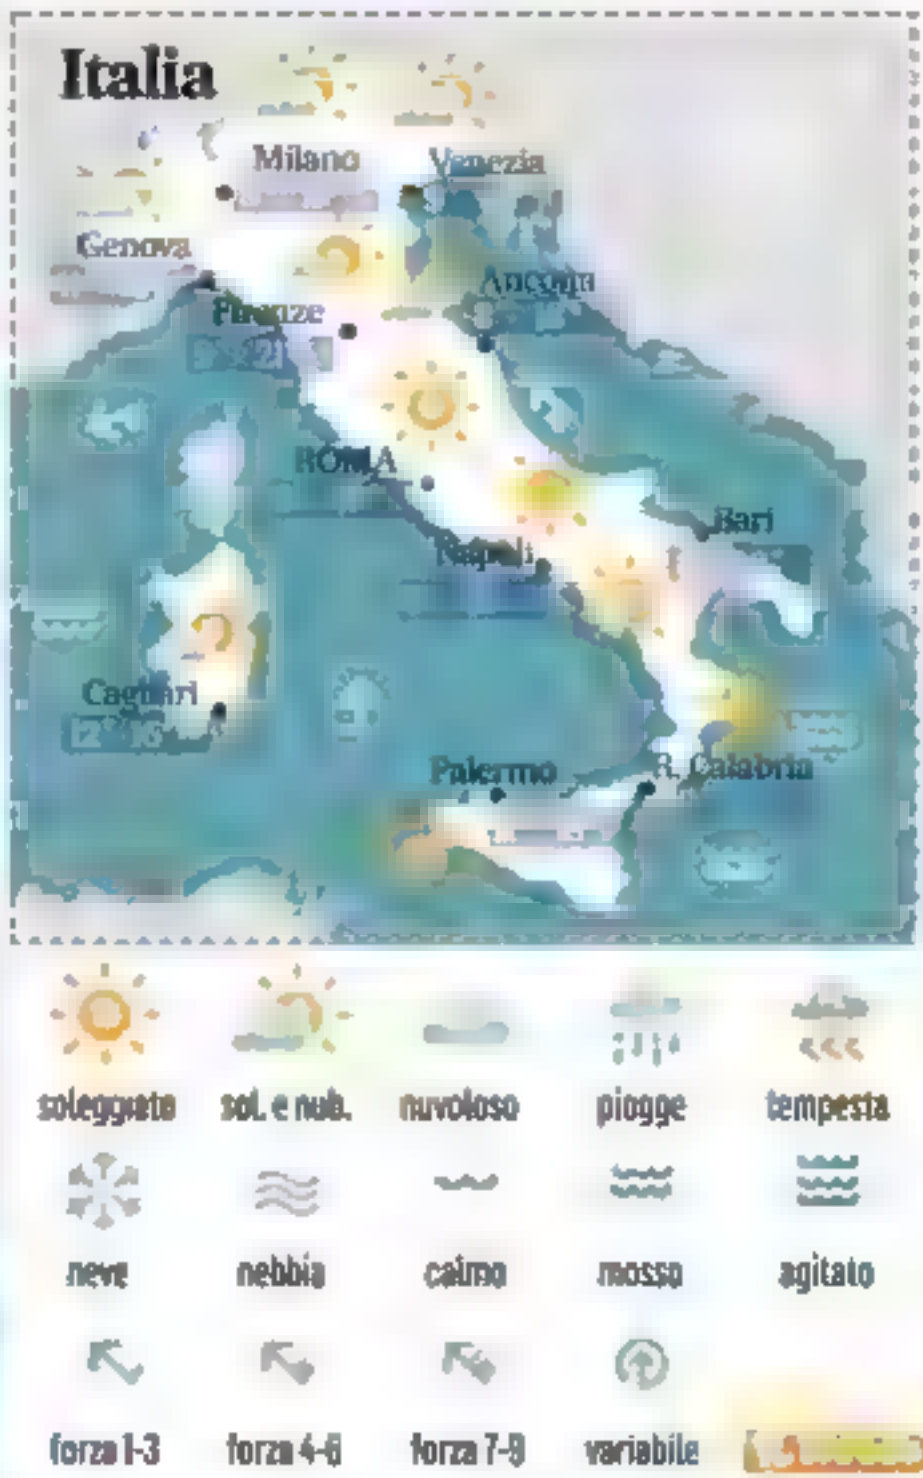 Italia
Milano
Venezia
Genova
Ancona
Firenze
ROMA
Bari
Napoli
Cagliari
Palermo
R. Calabria
soleggiato
sol. e nub.
nuvoloso
piogge
tempesta
neve
nebbia
calmo
mosso
agitato
forza 1-3
forza 4-6
forza 7-9
variabile